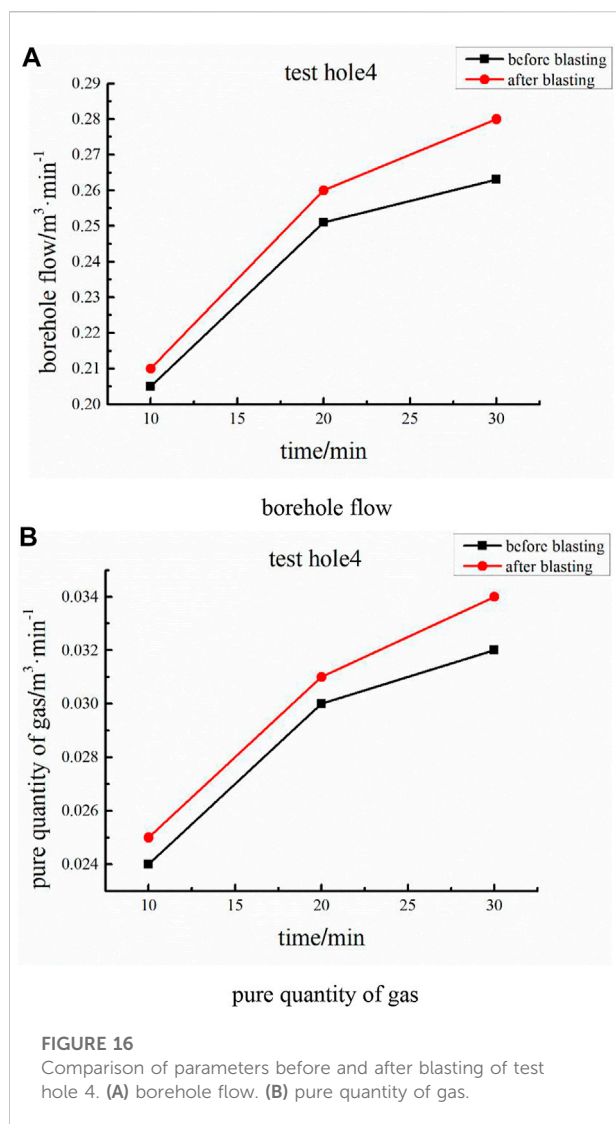 A
test hole4
before blasting
after blasting
0.29
0.28
0.27
0.26
0.25
0.24
0.23
0.22
0.21
0.20
borehole flow/m³·min⁻¹
10 15 20 25 30
time/min
borehole flow
B
test hole4
before blasting
after blasting
0.034
0.032
0.030
0.028
0.026
0.024
pure quantity of gas/m³·min⁻¹
10 15 20 25 30
time/min
pure quantity of gas
FIGURE 16
Comparison of parameters before and after blasting of test
hole 4. (A) borehole flow. (B) pure quantity of gas.